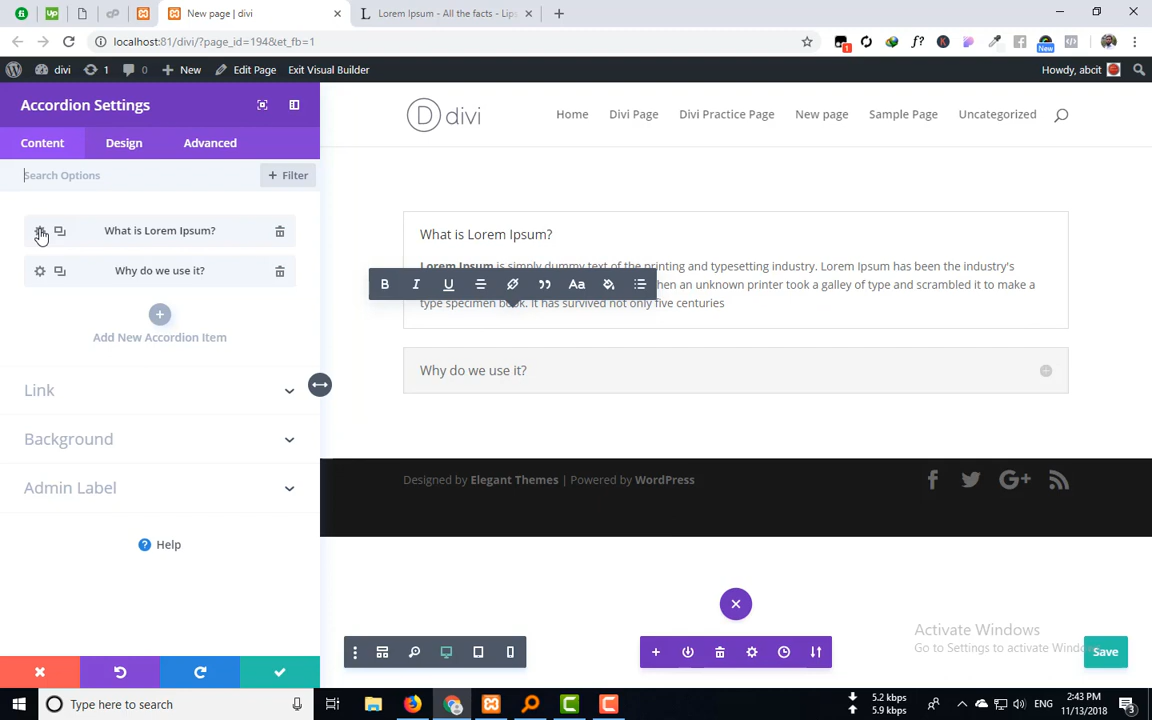 New page | divi
Lorem Ipsum - All the facts - Lips
localhost:81/divi/?page_id=194&et_fb=1
1
New
divi
1
0
New
Edit Page
Exit Visual Builder
Howdy, abcit
Accordion Settings
Content
Design
Advanced
Search Options
+ Filter
What is Lorem Ipsum?
Why do we use it?
Add New Accordion Item
Link
Background
Admin Label
? Help
D divi
Home
Divi Page
Divi Practice Page
New page
Sample Page
Uncategorized
What is Lorem Ipsum?
Lorem Ipsum is simply dummy text of the printing and typesetting industry. Lorem Ipsum has been the industry's
when an unknown printer took a galley of type and scrambled it to make a
type specimen book. It has survived not only five centuries
B I U Aa
Why do we use it?
Designed by Elegant Themes | Powered by WordPress
Activate Windows
Go to Settings to activate Windows
Save
Type here to search
5.2 kbps
5.9 kbps
ENG
2:43 PM
11/13/2018
3